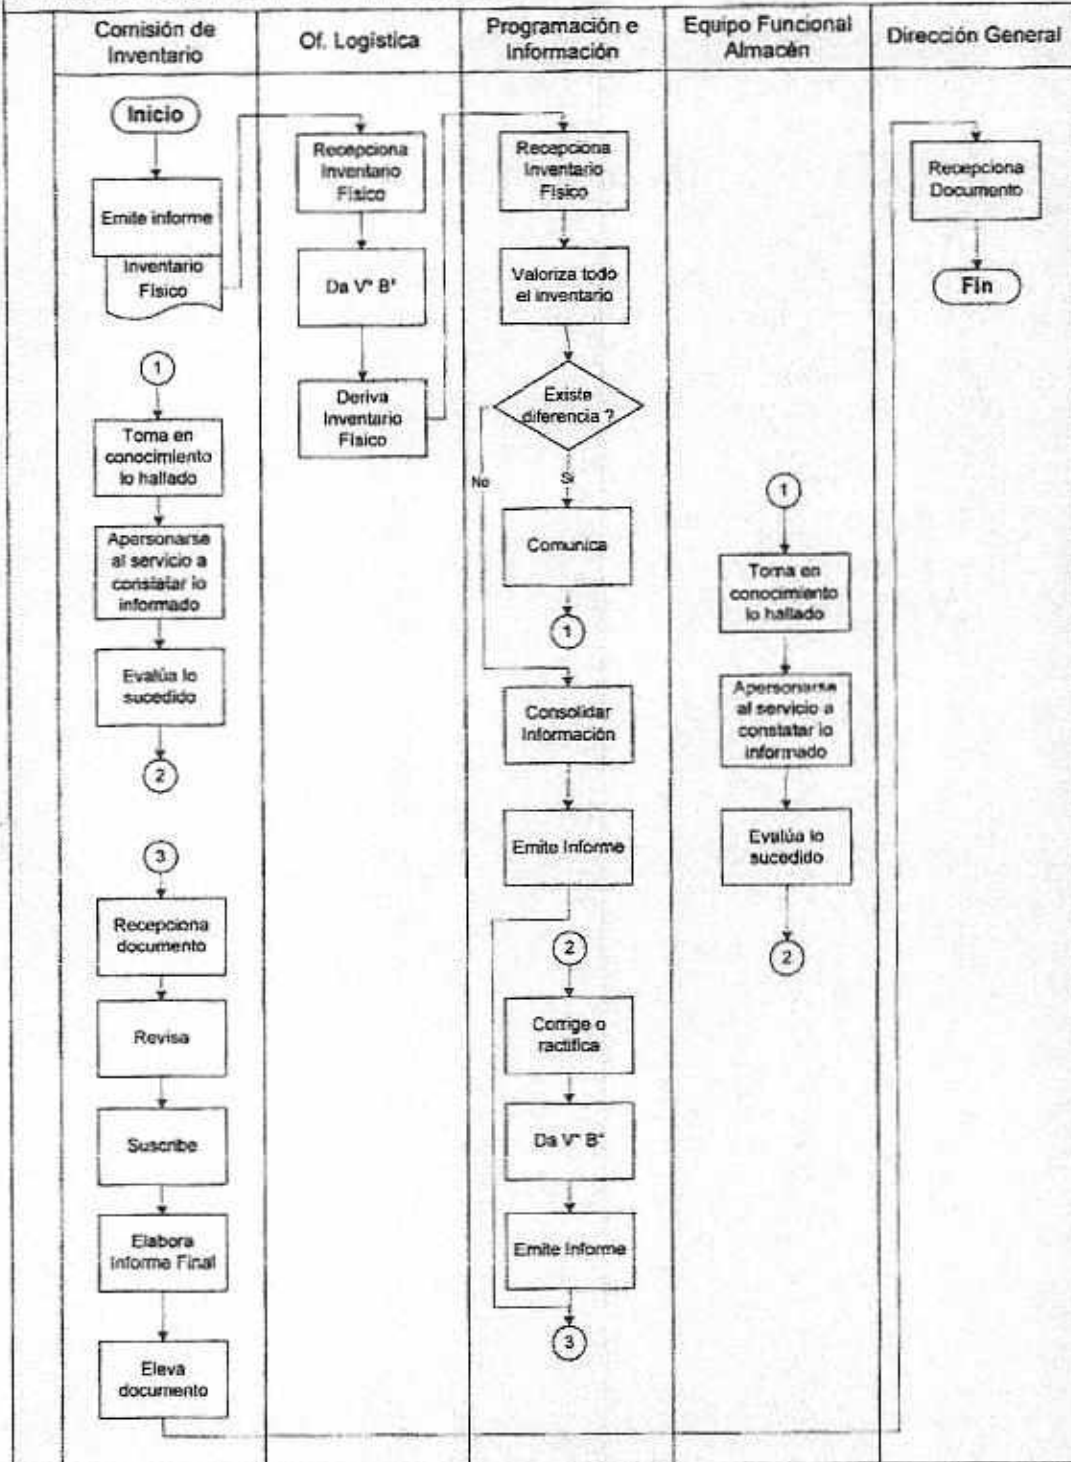 Comisión de
Inventario
Of. Logística
Programación e
Información
Equipo Funcional
Almacén
Dirección General
Inicio
Emite informe
Inventario
Físico
1
Toma en
conocimiento
lo hallado
Apersonarse
al servicio a
constatar lo
informado
Evalúa lo
sucedido
2
3
Recepciona
documento
Revisa
Suscribe
Elabora
Informe Final
Eleva
documento
Recepciona
Inventario
Físico
Da V° B°
Deriva
Inventario
Físico
Recepciona
Inventario
Físico
Valoriza todo
el inventario
Existe
diferencia ?
No
Si
Comunica
1
Consolidar
Información
Emite Informe
2
Corrige o
ractifica
Da V° B°
Emite Informe
3
1
Toma en
conocimiento
lo hallado
Apersonarse
al servicio a
constatar lo
informado
Evalúa lo
sucedido
2
Recepciona
Documento
Fin